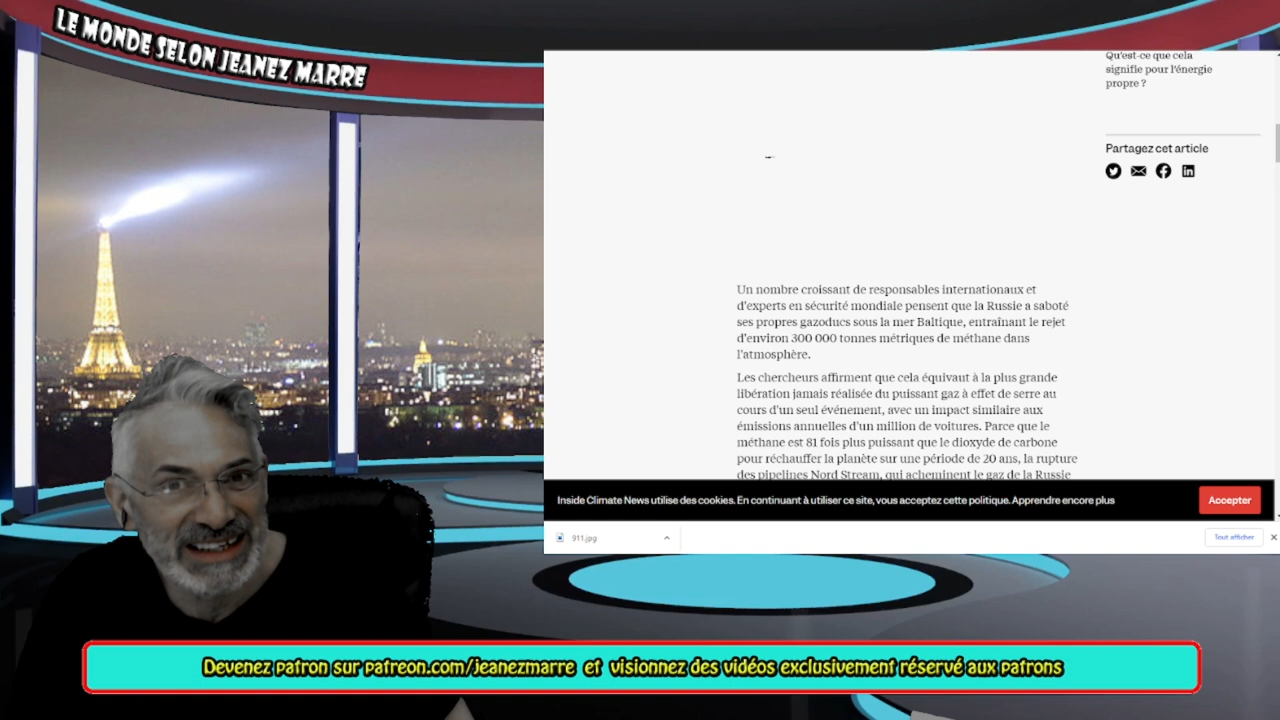 LE MONDE SELON JEANEZ MARRE
Qu'est-ce que cela
signifie pour l'énergie
propre ?
Partagez cet article
Un nombre croissant de responsables internationaux et
d'experts en sécurité mondiale pensent que la Russie a saboté
ses propres gazoducs sous la mer Baltique, entraînant le rejet
d'environ 300 000 tonnes métriques de méthane dans
l'atmosphère.
Les chercheurs affirment que cela équivaut à la plus grande
libération jamais réalisée du puissant gaz à effet de serre au
cours d'un seul événement, avec un impact similaire aux
émissions annuelles d'un million de voitures. Parce que le
méthane est 81 fois plus puissant que le dioxyde de carbone
pour réchauffer la planète sur une période de 20 ans, la rupture
des pipelines Nord Stream, qui acheminent le gaz de la Russie
Inside Climate News utilise des cookies. En continuant à utiliser ce site, vous acceptez cette politique. Apprendre encore plus
Accepter
911.jpg
Tout afficher
Devenez patron sur patreon.com/jeanezmarre et visionnez des vidéos exclusivement réservé aux patrons